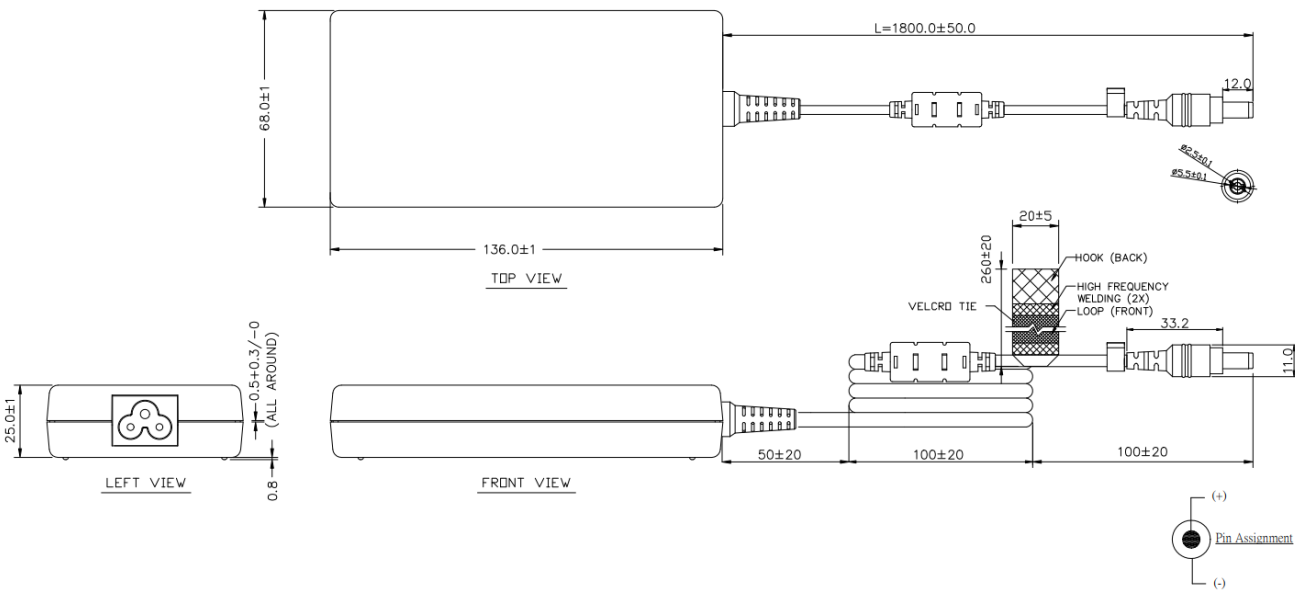 L=1800.0±50.0
12.0
68.0±1
ø2.5±0.1
ø5.5±0.1
136.0±1
TOP VIEW
20±5
260±20
HOOK (BACK)
HIGH FREQUENCY
WELDING (2X)
VELCRO TIE
LOOP (FRONT)
33.2
11.0
25.0±1
0.5+0.3/-0
(ALL AROUND)
0.8
LEFT VIEW
FRONT VIEW
50±20
100±20
100±20
(+)
Pin Assignment
(-)